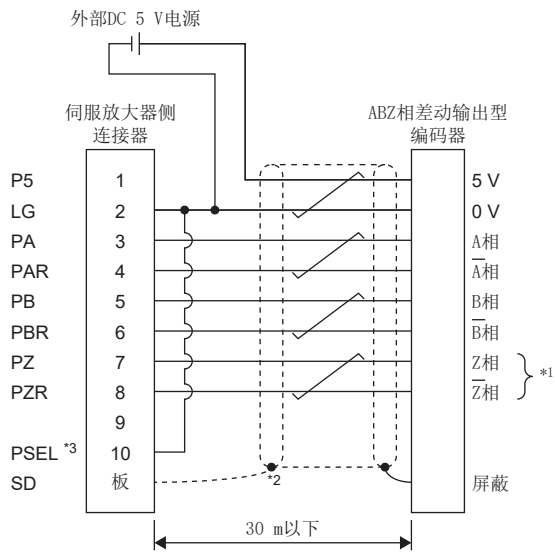 外部DC 5 V电源
伺服放大器侧
连接器
ABZ相差动输出型
编码器
P5 1 5 V
LG 2 0 V
PA 3 A相
PAR 4 A̅相
PB 5 B相
PBR 6 B̅相
PZ 7 Z相
PZR 8 Z̅相
*1
9
PSEL *3 10
SD 板 *2 屏蔽
30 m以下